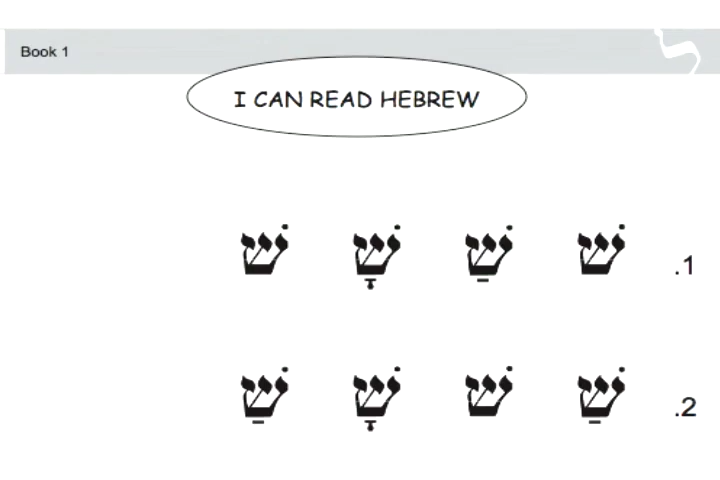 Book 1
ל
I CAN READ HEBREW
.1 שׁ שַׁ שָׁ שׁ
.2 שַׁ שׁ שָׁ שַׁ